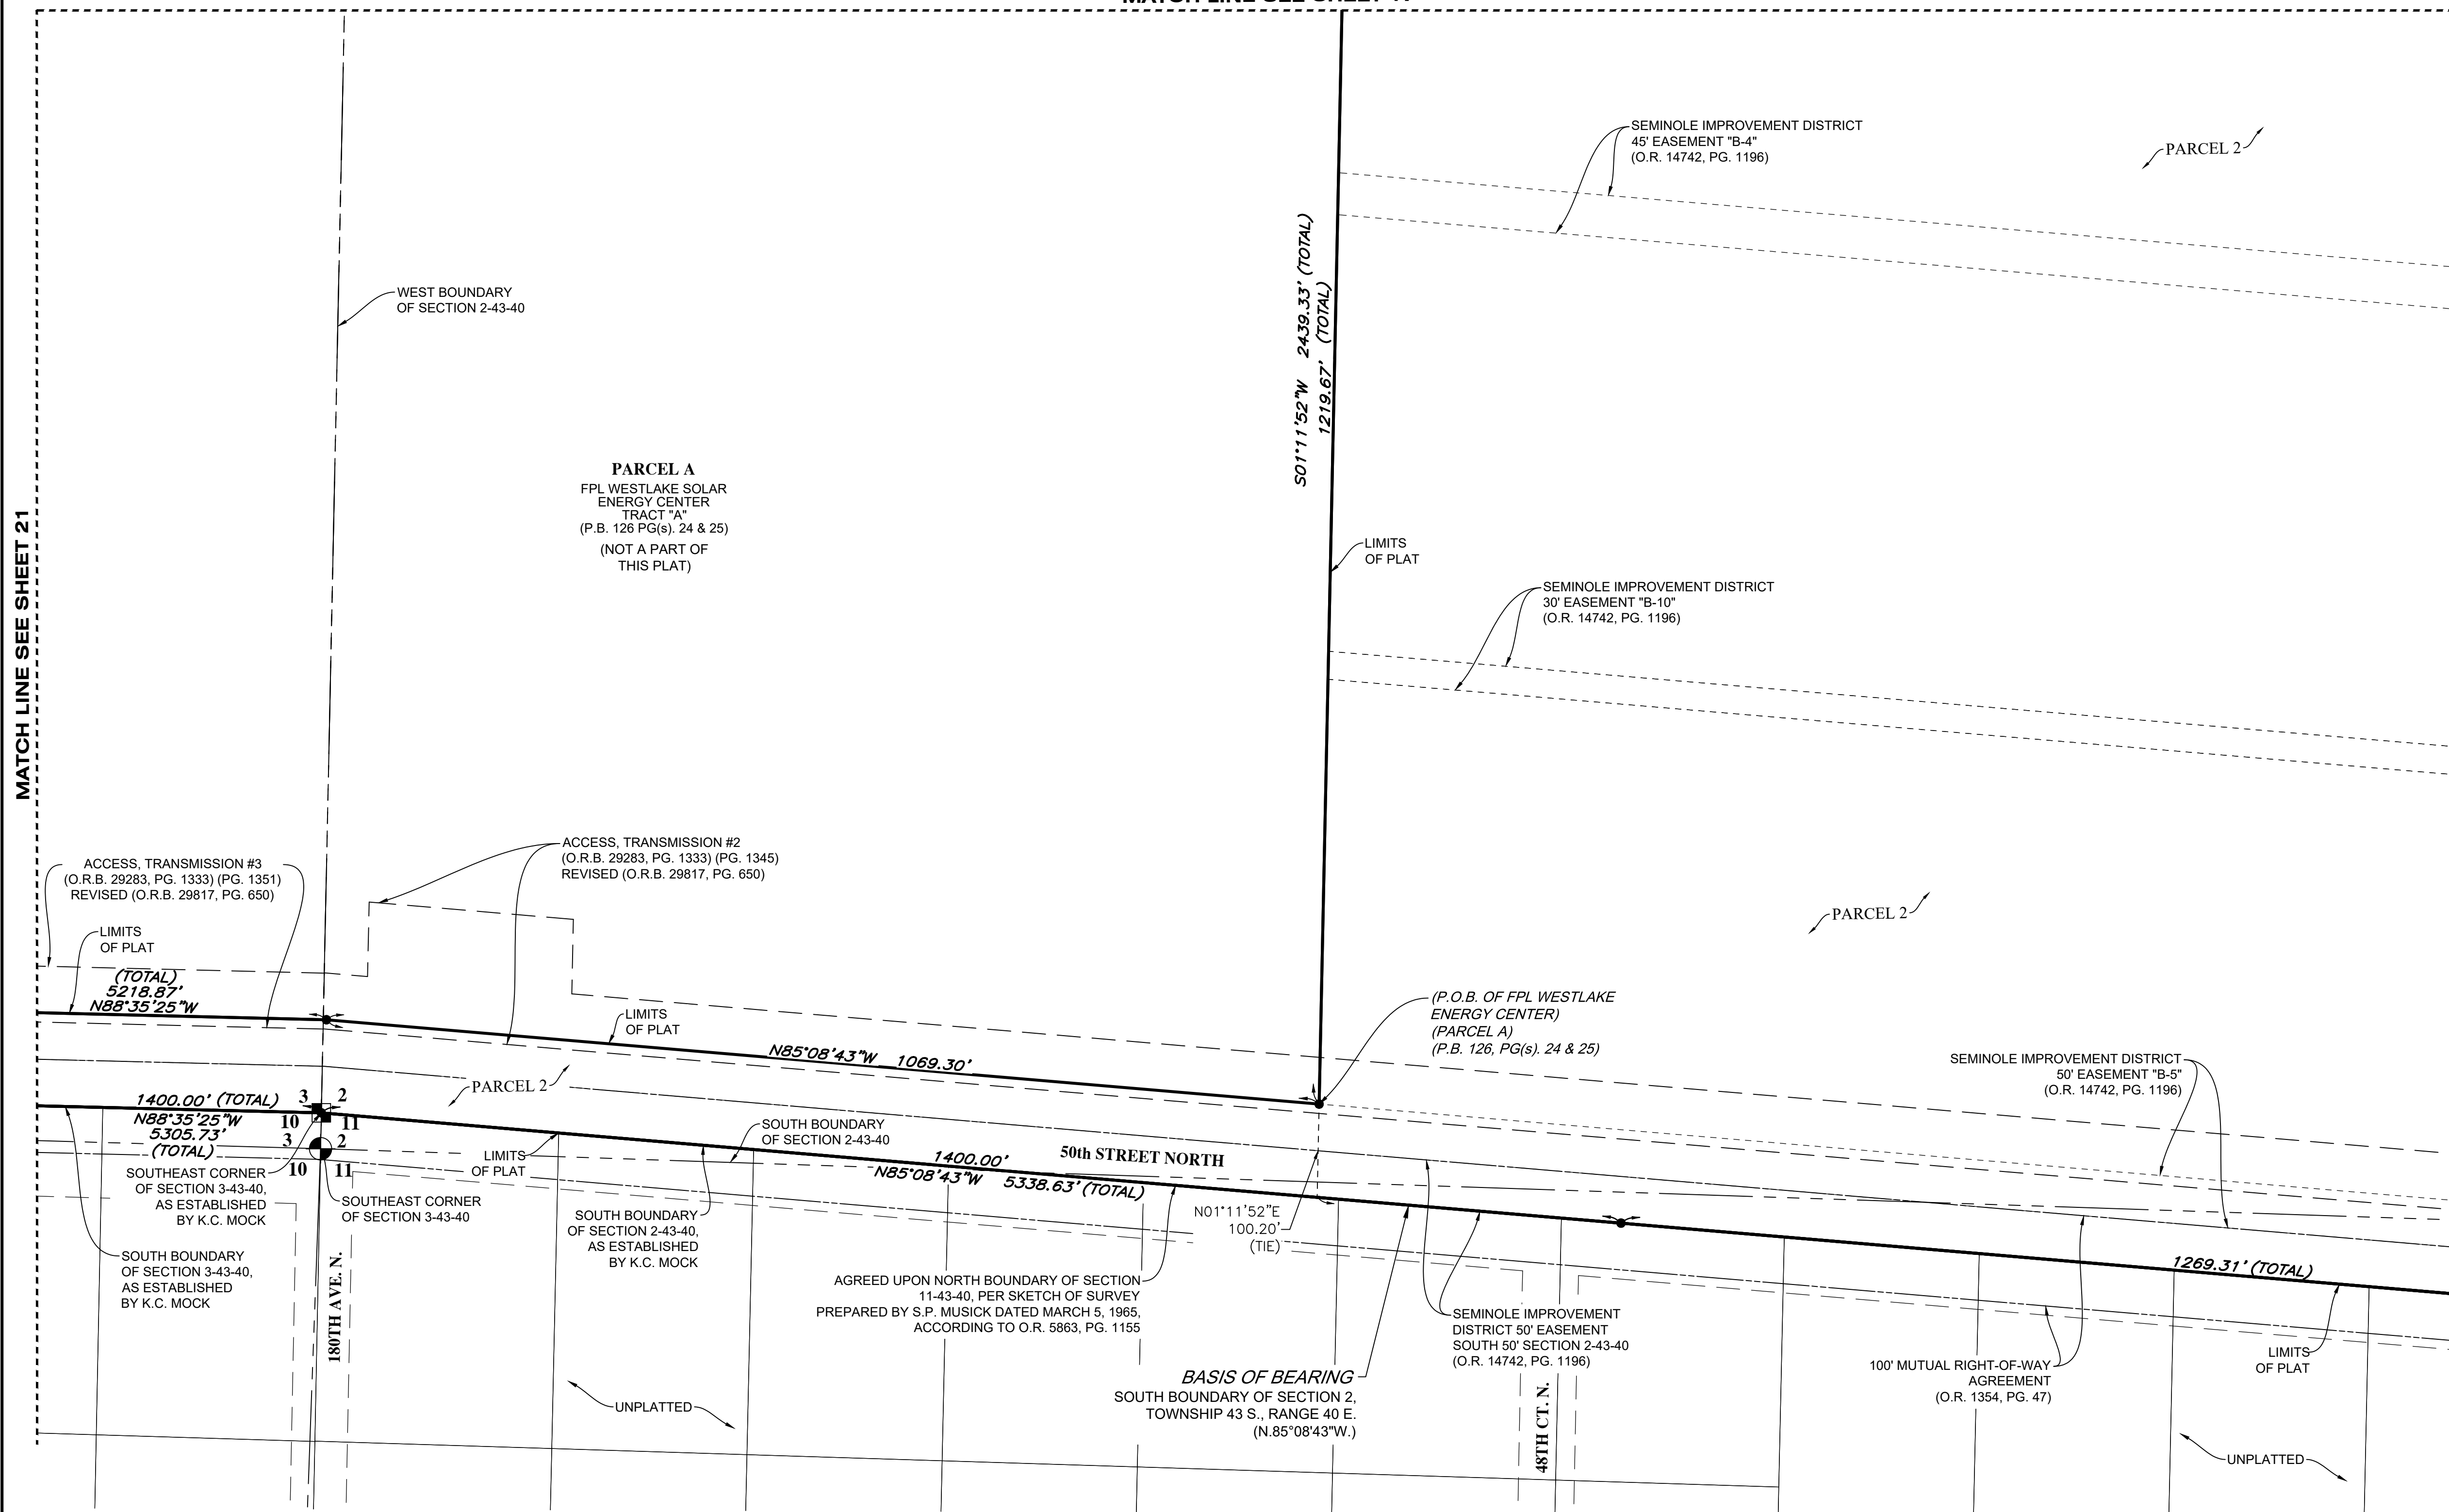 SEMINOLE IMPROVEMENT DISTRICT
45' EASEMENT "B-4"
(O.R. 14742, PG. 1196)
PARCEL 2
WEST BOUNDARY
OF SECTION 2-43-40
S01°11'52"W 2439.33' (TOTAL)
1219.67' (TOTAL)
PARCEL A
FPL WESTLAKE SOLAR
ENERGY CENTER
TRACT "A"
(P.B. 126 PG(s). 24 & 25)
(NOT A PART OF
THIS PLAT)
MATCH LINE SEE SHEET 21
LIMITS
OF PLAT
SEMINOLE IMPROVEMENT DISTRICT
30' EASEMENT "B-10"
(O.R. 14742, PG. 1196)
ACCESS, TRANSMISSION #3
(O.R.B. 29283, PG. 1333) (PG. 1351)
REVISED (O.R.B. 29817, PG. 650)
ACCESS, TRANSMISSION #2
(O.R.B. 29283, PG. 1333) (PG. 1345)
REVISED (O.R.B. 29817, PG. 650)
PARCEL 2
LIMITS
OF PLAT
(TOTAL)
5218.87'
N88°35'25"W
LIMITS
OF PLAT
N85°08'43"W 1069.30'
(P.O.B. OF FPL WESTLAKE
ENERGY CENTER)
(PARCEL A)
(P.B. 126, PG(s). 24 & 25)
SEMINOLE IMPROVEMENT DISTRICT
50' EASEMENT "B-5"
(O.R. 14742, PG. 1196)
PARCEL 2
1400.00' (TOTAL)
N88°35'25"W
5305.73'
(TOTAL)
3 2
10 11
3 2
10 11
SOUTHEAST CORNER
OF SECTION 3-43-40,
AS ESTABLISHED
BY K.C. MOCK
SOUTHEAST CORNER
OF SECTION 3-43-40
SOUTH BOUNDARY
OF SECTION 3-43-40,
AS ESTABLISHED
BY K.C. MOCK
180TH AVE. N.
LIMITS
OF PLAT
SOUTH BOUNDARY
OF SECTION 2-43-40
SOUTH BOUNDARY
OF SECTION 2-43-40,
AS ESTABLISHED
BY K.C. MOCK
1400.00'
N85°08'43"W 5338.63' (TOTAL)
50th STREET NORTH
N01°11'52"E
100.20'
(TIE)
AGREED UPON NORTH BOUNDARY OF SECTION
11-43-40, PER SKETCH OF SURVEY
PREPARED BY S.P. MUSICK DATED MARCH 5, 1965,
ACCORDING TO O.R. 5863, PG. 1155
BASIS OF BEARING
SOUTH BOUNDARY OF SECTION 2,
TOWNSHIP 43 S., RANGE 40 E.
(N.85°08'43"W.)
SEMINOLE IMPROVEMENT
DISTRICT 50' EASEMENT
SOUTH 50' SECTION 2-43-40
(O.R. 14742, PG. 1196)
48TH CT. N.
1269.31' (TOTAL)
100' MUTUAL RIGHT-OF-WAY
AGREEMENT
(O.R. 1354, PG. 47)
LIMITS
OF PLAT
UNPLATTED
UNPLATTED